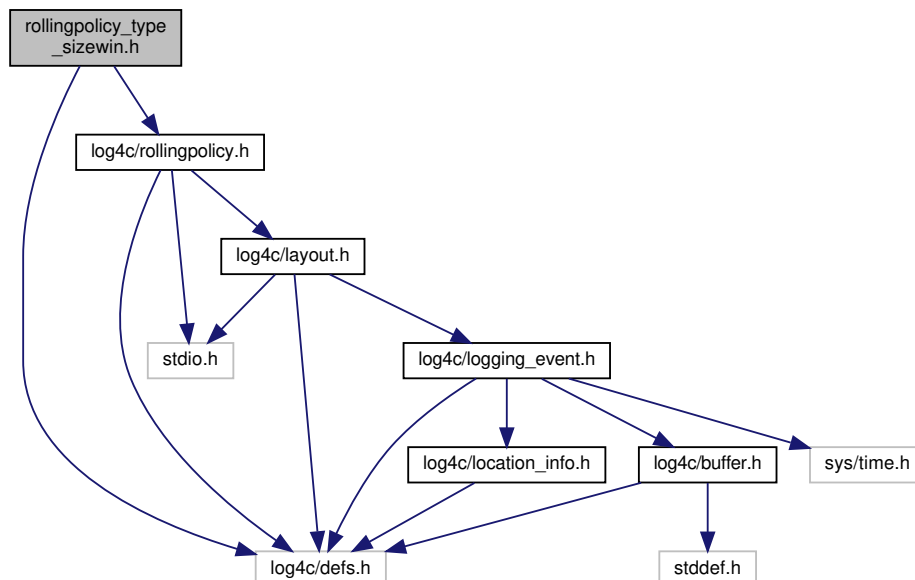 rollingpolicy_type
_sizewin.h
log4c/rollingpolicy.h
log4c/layout.h
stdio.h
log4c/logging_event.h
log4c/location_info.h
log4c/buffer.h
sys/time.h
log4c/defs.h
stddef.h